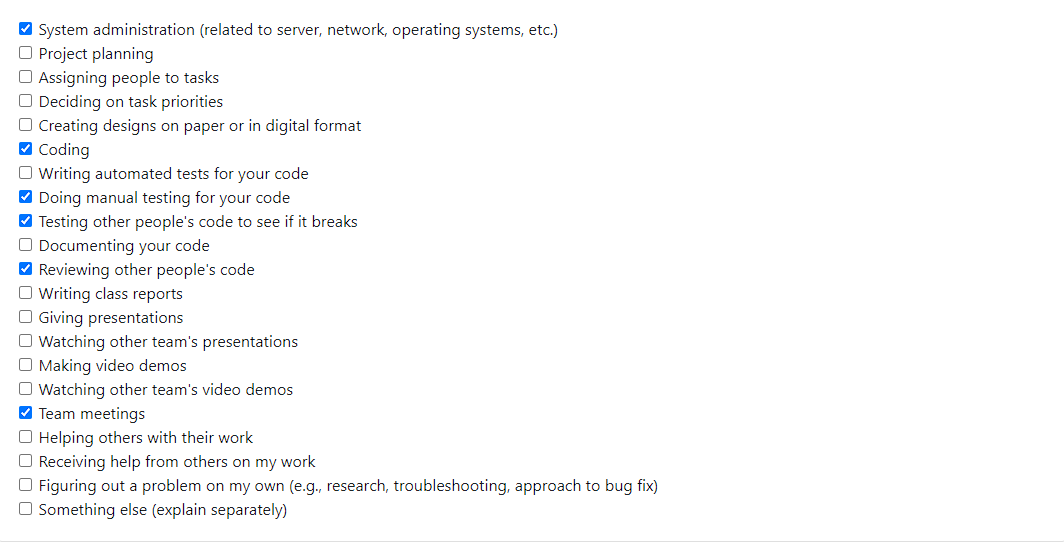 System administration (related to server, network, operating systems, etc.)
Project planning
Assigning people to tasks
Deciding on task priorities
Creating designs on paper or in digital format
Coding
Writing automated tests for your code
Doing manual testing for your code
Testing other people's code to see if it breaks
Documenting your code
Reviewing other people's code
Writing class reports
Giving presentations
Watching other team's presentations
Making video demos
Watching other team's video demos
Team meetings
Helping others with their work
Receiving help from others on my work
Figuring out a problem on my own (e.g., research, troubleshooting, approach to bug fix)
Something else (explain separately)